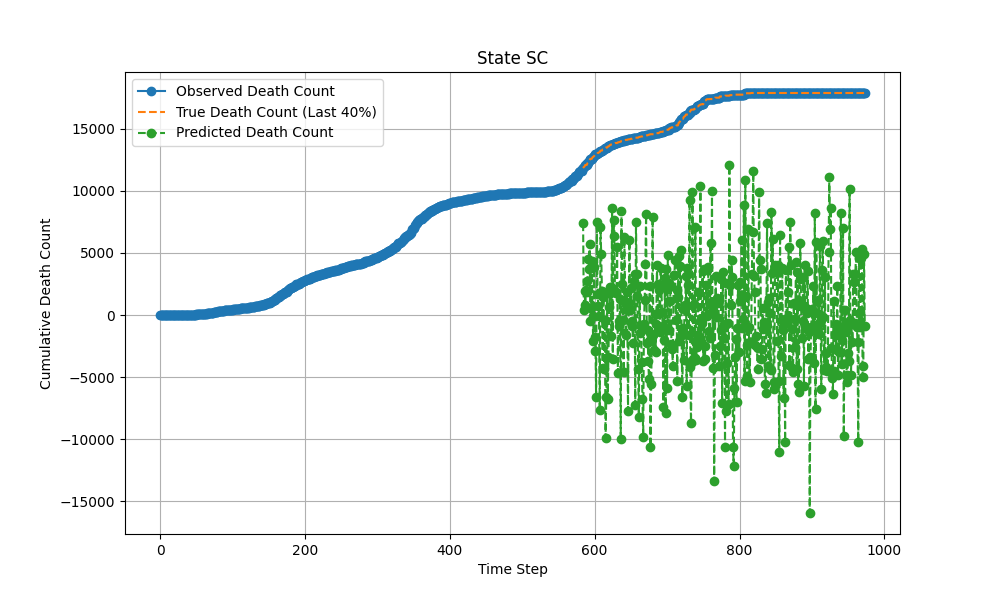 State SC
Observed Death Count
True Death Count (Last 40%)
Predicted Death Count
Cumulative Death Count
15000
10000
5000
0
−5000
−10000
−15000
0
200
400
600
800
1000
Time Step